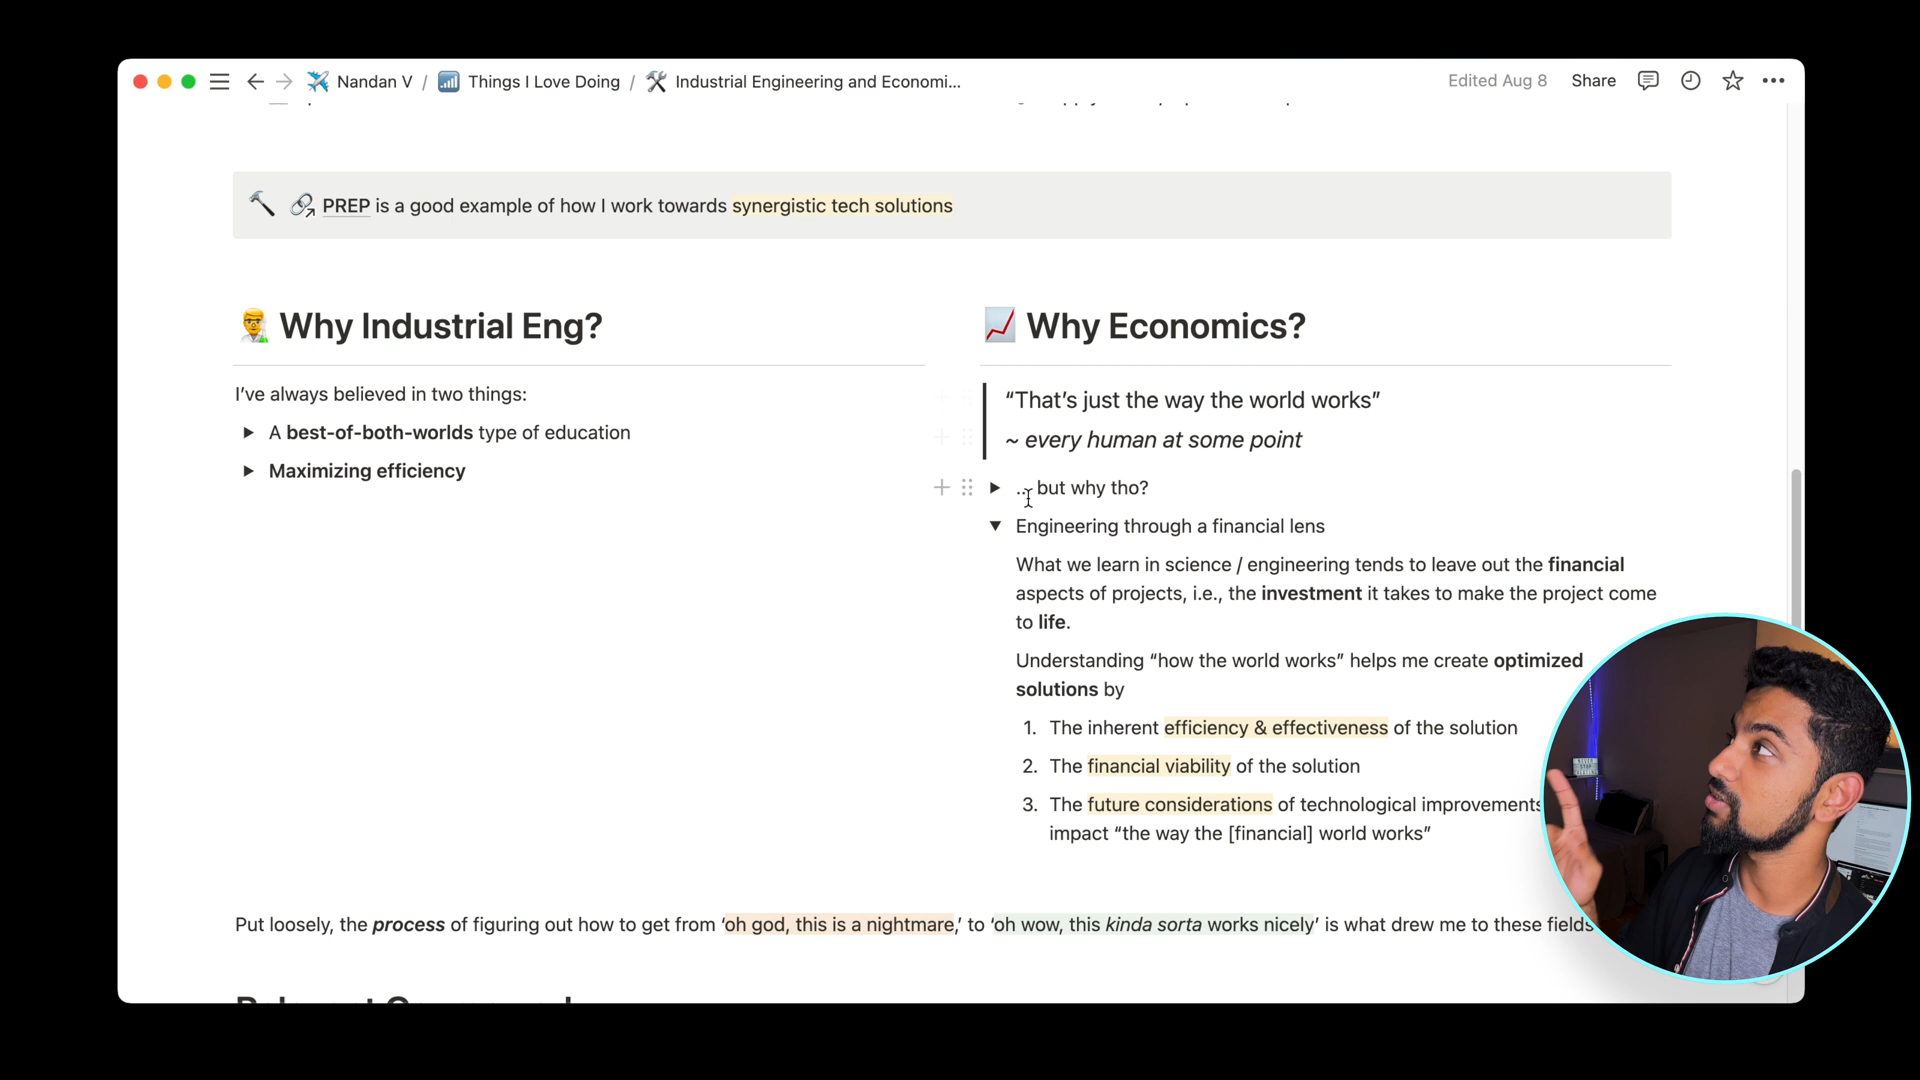 Nandan V / Things I Love Doing / Industrial Engineering and Economi...
Edited Aug 8 Share
PREP is a good example of how I work towards synergistic tech solutions
Why Industrial Eng?
I've always believed in two things:
A best-of-both-worlds type of education
Maximizing efficiency
Why Economics?
“That's just the way the world works”
~ every human at some point
... but why tho?
Engineering through a financial lens
What we learn in science / engineering tends to leave out the financial
aspects of projects, i.e., the investment it takes to make the project come
to life.
Understanding “how the world works” helps me create optimized
solutions by
1. The inherent efficiency & effectiveness of the solution
2. The financial viability of the solution
3. The future considerations of technological improvements
impact “the way the [financial] world works”
Put loosely, the process of figuring out how to get from ‘oh god, this is a nightmare,’ to ‘oh wow, this kinda sorta works nicely’ is what drew me to these fields